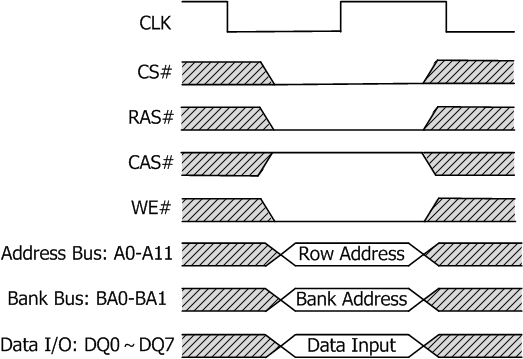 CLK
CS#
RAS#
CAS#
WE#
Address Bus: A0-A11 Row Address
Bank Bus: BA0-BA1 Bank Address
Data I/O: DQ0～DQ7 Data Input